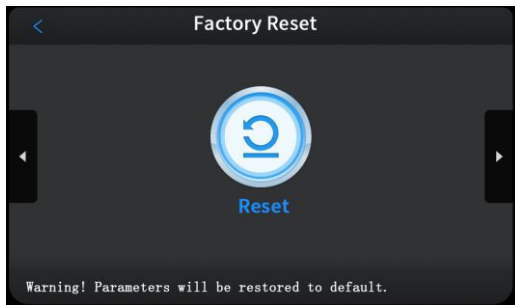 Factory Reset
Reset
Warning! Parameters will be restored to default.